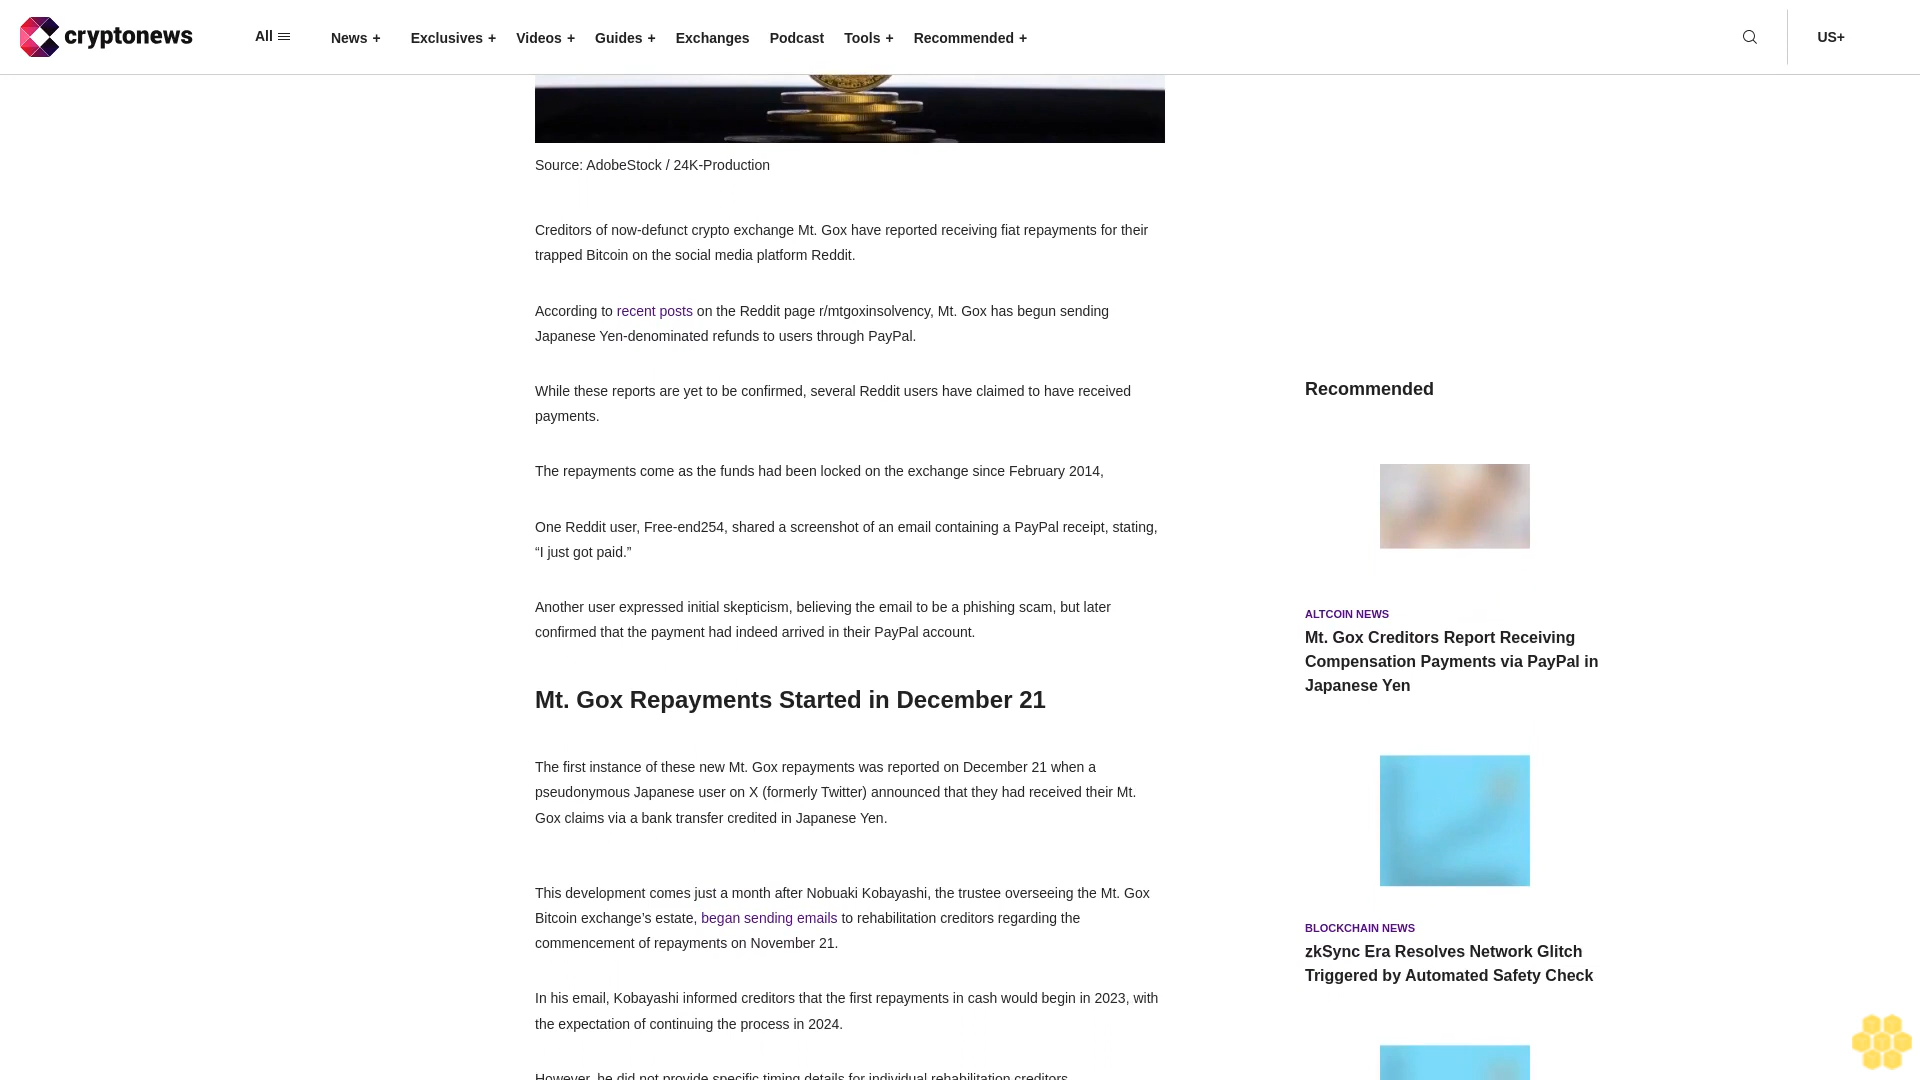 cryptonews
All
News +
Exclusives +
Videos +
Guides +
Exchanges
Podcast
Tools +
Recommended +
US+
Source: AdobeStock / 24K-Production
Creditors of now-defunct crypto exchange Mt. Gox have reported receiving fiat repayments for their
trapped Bitcoin on the social media platform Reddit.
According to recent posts on the Reddit page r/mtgoxinsolvency, Mt. Gox has begun sending
Japanese Yen-denominated refunds to users through PayPal.
While these reports are yet to be confirmed, several Reddit users have claimed to have received
payments.
The repayments come as the funds had been locked on the exchange since February 2014,
One Reddit user, Free-end254, shared a screenshot of an email containing a PayPal receipt, stating,
“I just got paid.”
Another user expressed initial skepticism, believing the email to be a phishing scam, but later
confirmed that the payment had indeed arrived in their PayPal account.
Mt. Gox Repayments Started in December 21
The first instance of these new Mt. Gox repayments was reported on December 21 when a
pseudonymous Japanese user on X (formerly Twitter) announced that they had received their Mt.
Gox claims via a bank transfer credited in Japanese Yen.
This development comes just a month after Nobuaki Kobayashi, the trustee overseeing the Mt. Gox
Bitcoin exchange’s estate, began sending emails to rehabilitation creditors regarding the
commencement of repayments on November 21.
In his email, Kobayashi informed creditors that the first repayments in cash would begin in 2023, with
the expectation of continuing the process in 2024.
However, he did not provide specific timing details for individual rehabilitation creditors.
Recommended
ALTCOIN NEWS
Mt. Gox Creditors Report Receiving
Compensation Payments via PayPal in
Japanese Yen
BLOCKCHAIN NEWS
zkSync Era Resolves Network Glitch
Triggered by Automated Safety Check